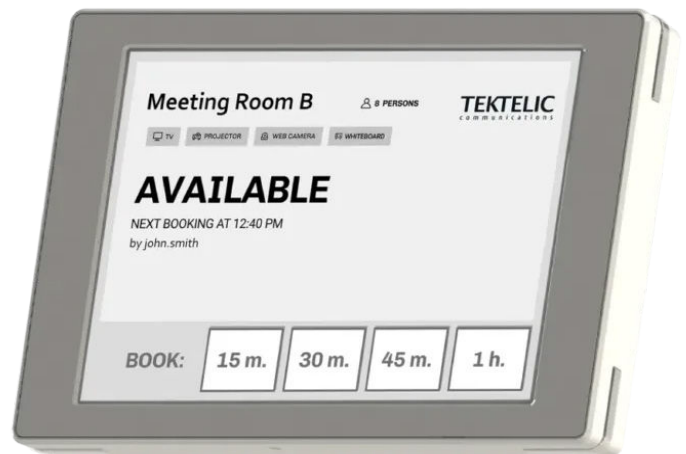 Meeting Room B
8 PERSONS
TEKTELIC
communications
TV
PROJECTOR
WEB CAMERA
WHITEBOARD
AVAILABLE
NEXT BOOKING AT 12:40 PM
by john.smith
BOOK:
15 m.
30 m.
45 m.
1 h.